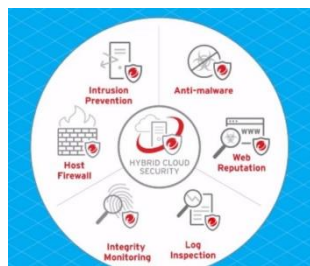 Intrusion
Prevention
Anti-malware
WWW
Host
Firewall
HYBRID CLOUD
SECURITY
Web
Reputation
Integrity
Monitoring
Log
Inspection